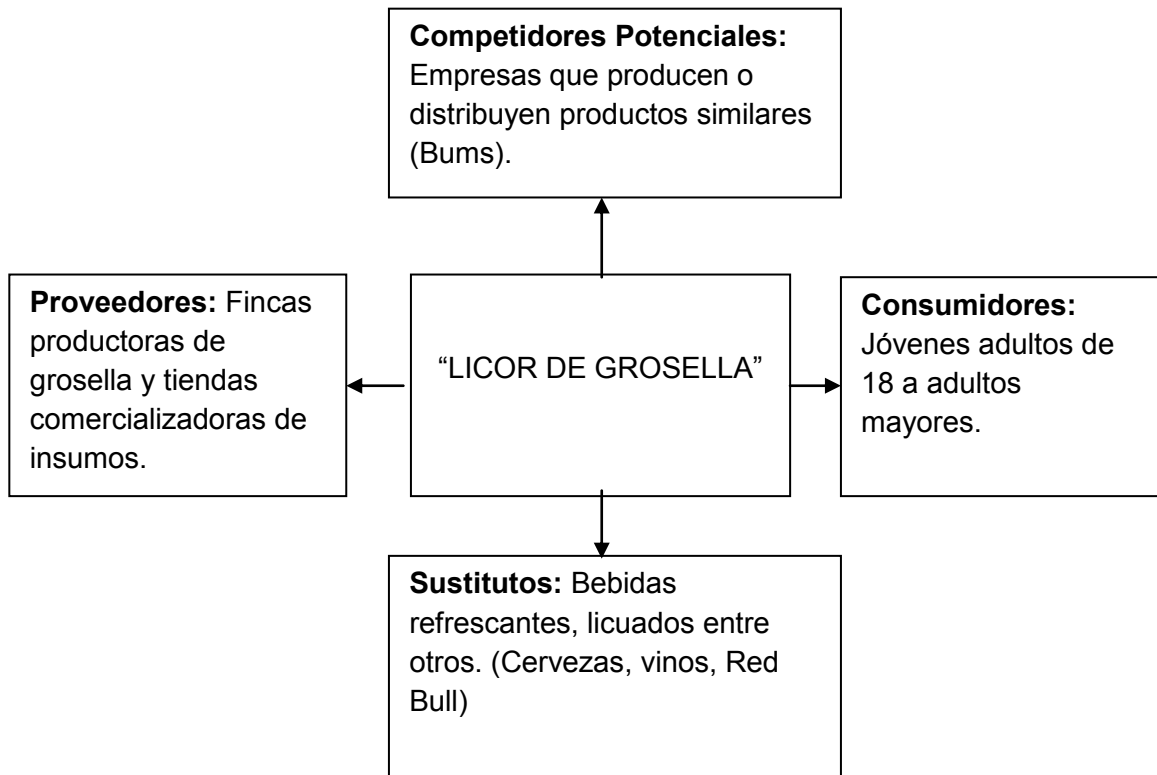 Competidores Potenciales:
Empresas que producen o
distribuyen productos similares
(Bums).
Proveedores: Fincas
productoras de
grosella y tiendas
comercializadoras de
insumos.
“LICOR DE GROSELLA”
Consumidores:
Jóvenes adultos de
18 a adultos
mayores.
Sustitutos: Bebidas
refrescantes, licuados entre
otros. (Cervezas, vinos, Red
Bull)